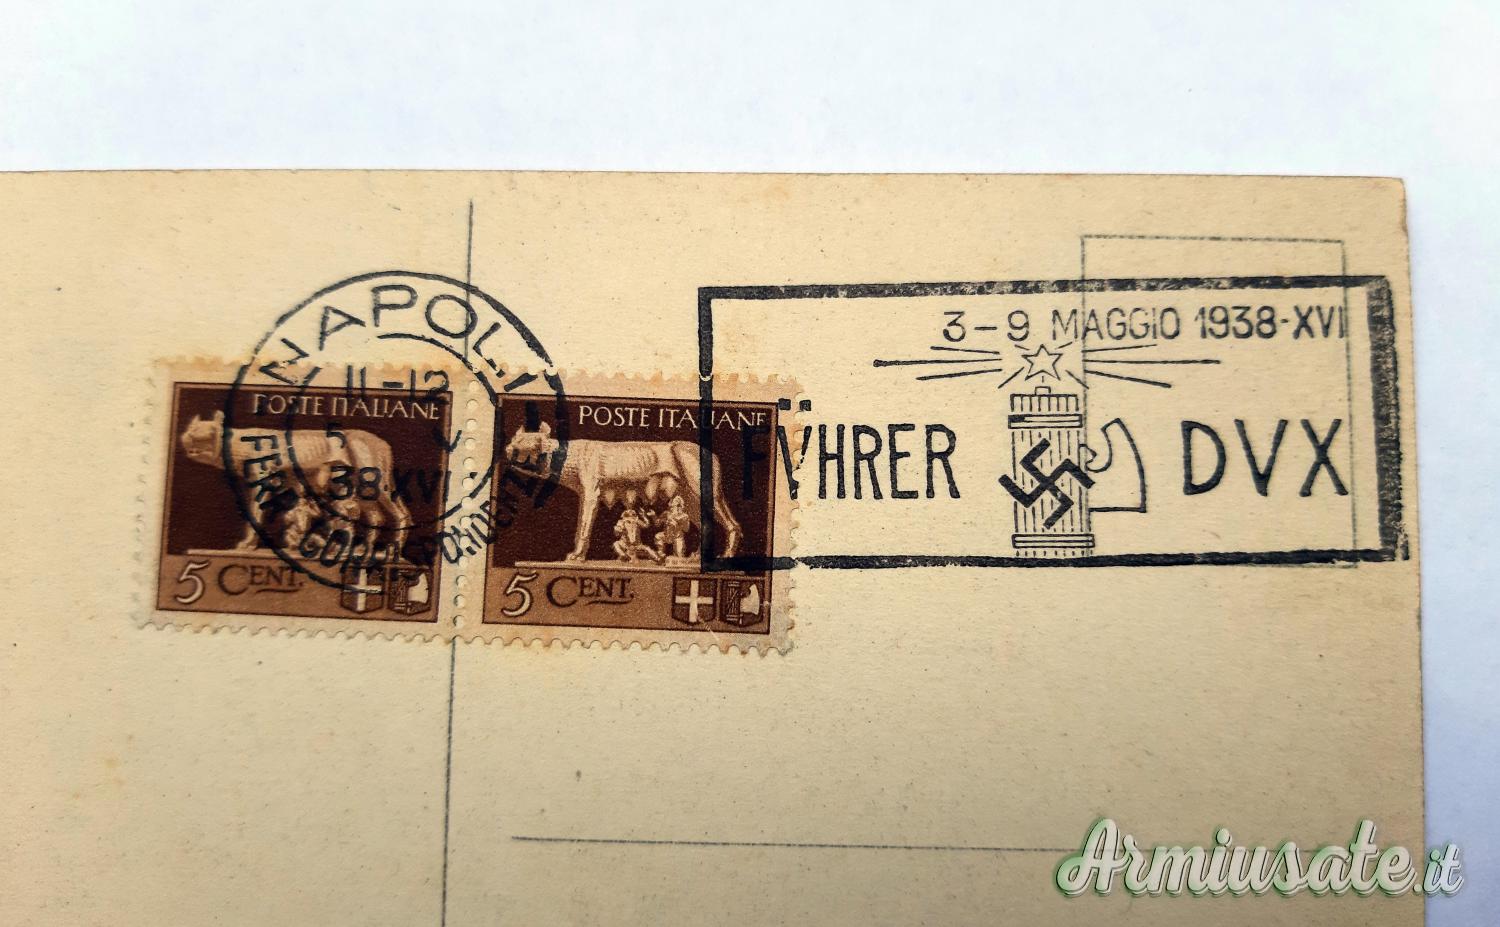 NAPOLI
11-12
5 V
38·XVI
FERR. CORRISPONDENZE
POSTE ITALIANE
5 CENT.
POSTE ITALIANE
5 CENT.
3-9 MAGGIO 1938·XVI
FÜHRER DVX
Armiusate.it